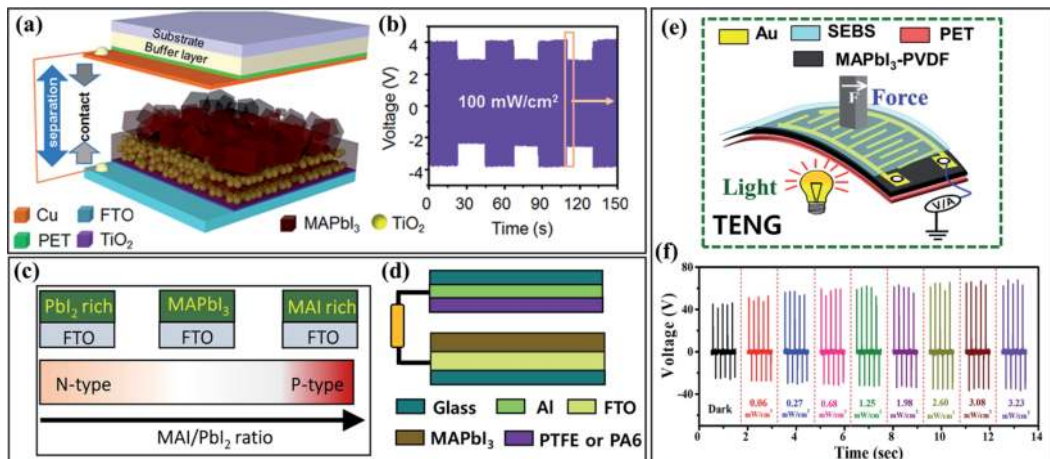 (a)
Substrate
Buffer layer
separation
contact
Cu
FTO
PET
TiO₂
MAPbI₃
TiO₂
(b)
Voltage (V)
4
2
0
-2
-4
100 mW/cm²
0 30 60 90 120 150
Time (s)
(c)
PbI₂ rich
MAPbI₃
MAI rich
FTO
FTO
FTO
N-type
P-type
MAI/PbI₂ ratio
(d)
Glass
Al
FTO
MAPbI₃
PTFE or PA6
(e)
Au
SEBS
PET
MAPbI₃-PVDF
F
Force
Light
V/A
TENG
(f)
Voltage (V)
80
40
0
-40
Dark
0.06
mW/cm²
0.27
mW/cm²
0.68
mW/cm²
1.25
mW/cm²
1.98
mW/cm²
2.60
mW/cm²
3.08
mW/cm²
3.23
mW/cm²
0 2 4 6 8 10 12 14
Time (sec)